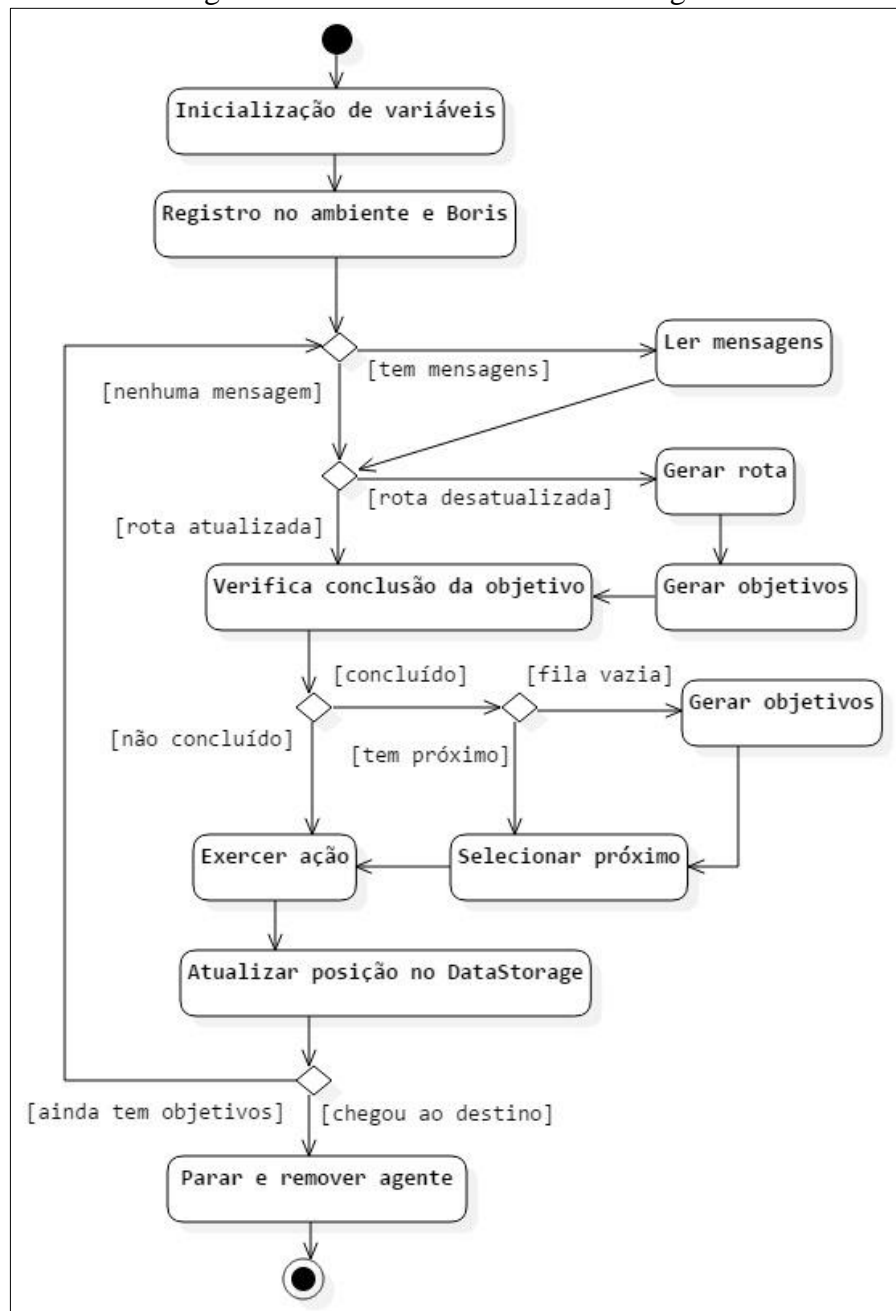 Inicialização de variáveis
Registro no ambiente e Boris
[tem mensagens]
Ler mensagens
[nenhuma mensagem]
[rota desatualizada]
Gerar rota
[rota atualizada]
Verifica conclusão da objetivo
Gerar objetivos
[concluído]
[fila vazia]
Gerar objetivos
[não concluído]
[tem próximo]
Exercer ação
Selecionar próximo
Atualizar posição no DataStorage
[ainda tem objetivos]
[chegou ao destino]
Parar e remover agente